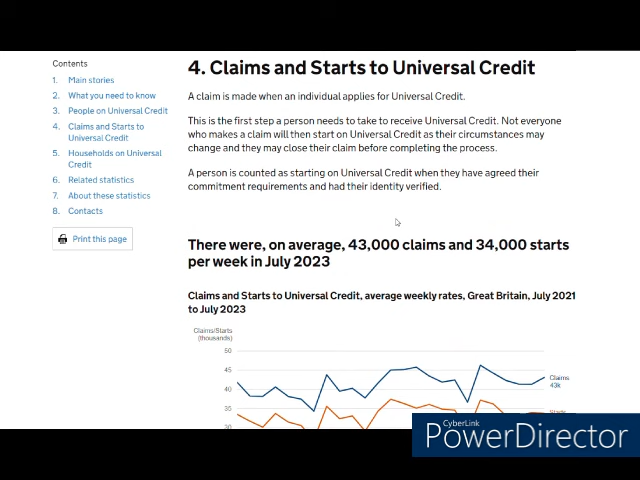 Contents
1. Main stories
2. What you need to know
3. People on Universal Credit
4. Claims and Starts to
Universal Credit
5. Households on Universal
Credit
6. Related statistics
7. About these statistics
8. Contacts
Print this page
4. Claims and Starts to Universal Credit
A claim is made when an individual applies for Universal Credit.
This is the first step a person needs to take to receive Universal Credit. Not everyone
who makes a claim will then start on Universal Credit as their circumstances may
change and they may close their claim before completing the process.
A person is counted as starting on Universal Credit when they have agreed their
commitment requirements and had their identity verified.
There were, on average, 43,000 claims and 34,000 starts
per week in July 2023
Claims and Starts to Universal Credit, average weekly rates, Great Britain, July 2021
to July 2023
Claims/Starts
(thousands)
50
45
40
35
30
Claims
43k
Starts
CyberLink
PowerDirector